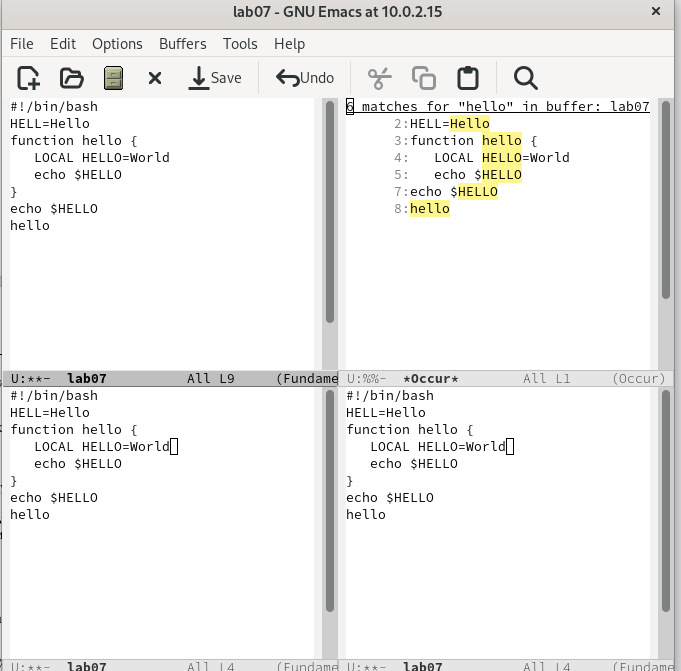 lab07 - GNU Emacs at 10.0.2.15 ×
File Edit Options Buffers Tools Help
Save Undo
#!/bin/bash
HELL=Hello
function hello {
   LOCAL HELLO=World
   echo $HELLO
}
echo $HELLO
hello
U:**-  lab07          All L9     (Fundame
6 matches for "hello" in buffer: lab07
      2:HELL=Hello
      3:function hello {
      4:   LOCAL HELLO=World
      5:   echo $HELLO
      7:echo $HELLO
      8:hello
U:%%-  *Occur*        All L1     (Occur)
#!/bin/bash
HELL=Hello
function hello {
   LOCAL HELLO=World
   echo $HELLO
}
echo $HELLO
hello
U:**-  lab07          All L4     (Fundame
#!/bin/bash
HELL=Hello
function hello {
   LOCAL HELLO=World
   echo $HELLO
}
echo $HELLO
hello
U:**-  lab07          All L4     (Fundame